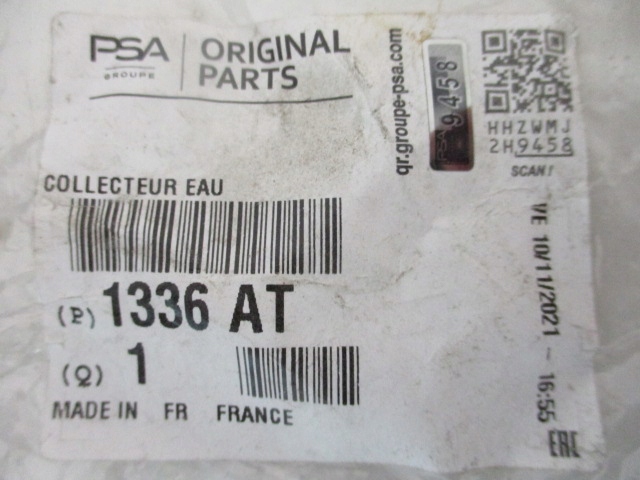 PSA
GROUPE
ORIGINAL
PARTS
qr.groupe-psa.com
PSA 9458
HHZWMJ
2H9458
SCAN!
COLLECTEUR EAU
(P) 1336 AT
(Q) 1
MADE IN FR FRANCE
VE 10/11/2021 - 16:55
EAC